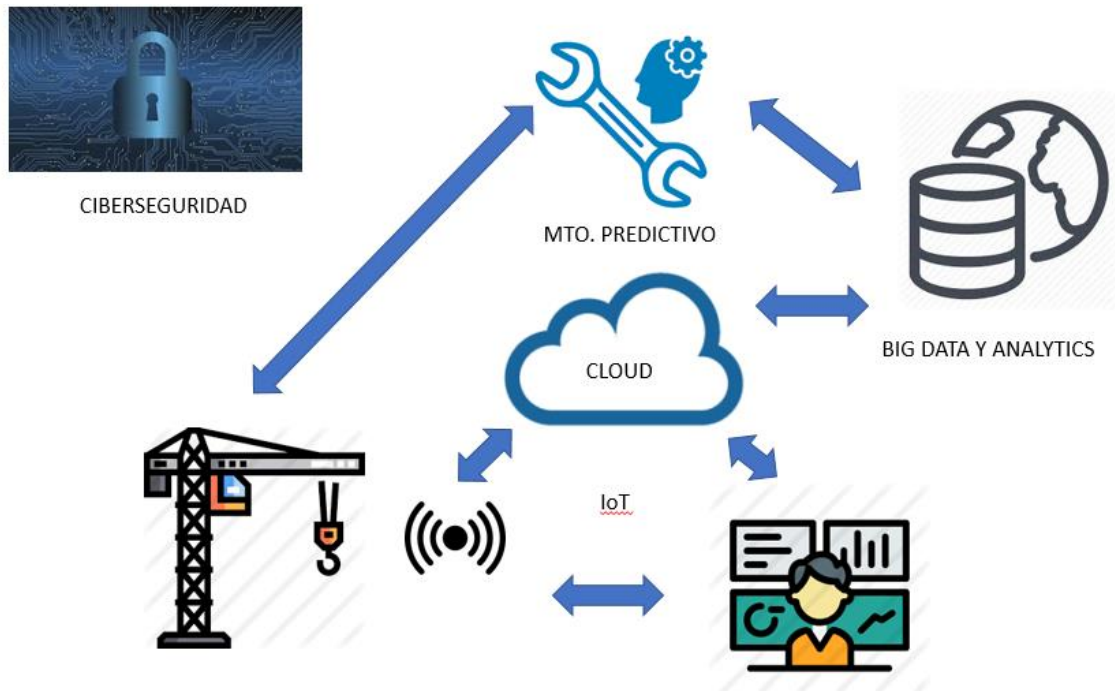 CIBERSEGURIDAD
MTO. PREDICTIVO
BIG DATA Y ANALYTICS
CLOUD
IoT